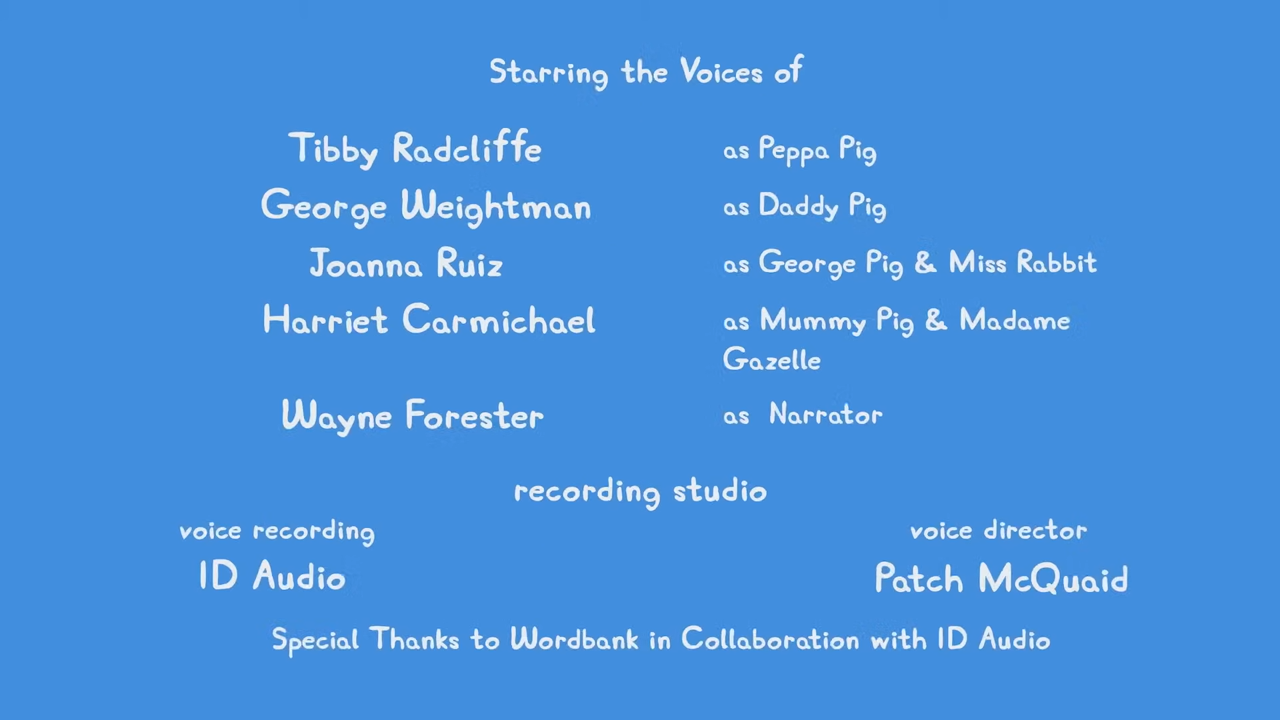 Starring the Voices of
Tibby Radcliffe as Peppa Pig
George Weightman as Daddy Pig
Joanna Ruiz as George Pig & Miss Rabbit
Harriet Carmichael as Mummy Pig & Madame
Gazelle
Wayne Forester as Narrator
recording studio
voice recording voice director
ID Audio Patch McQuaid
Special Thanks to Wordbank in Collaboration with ID Audio